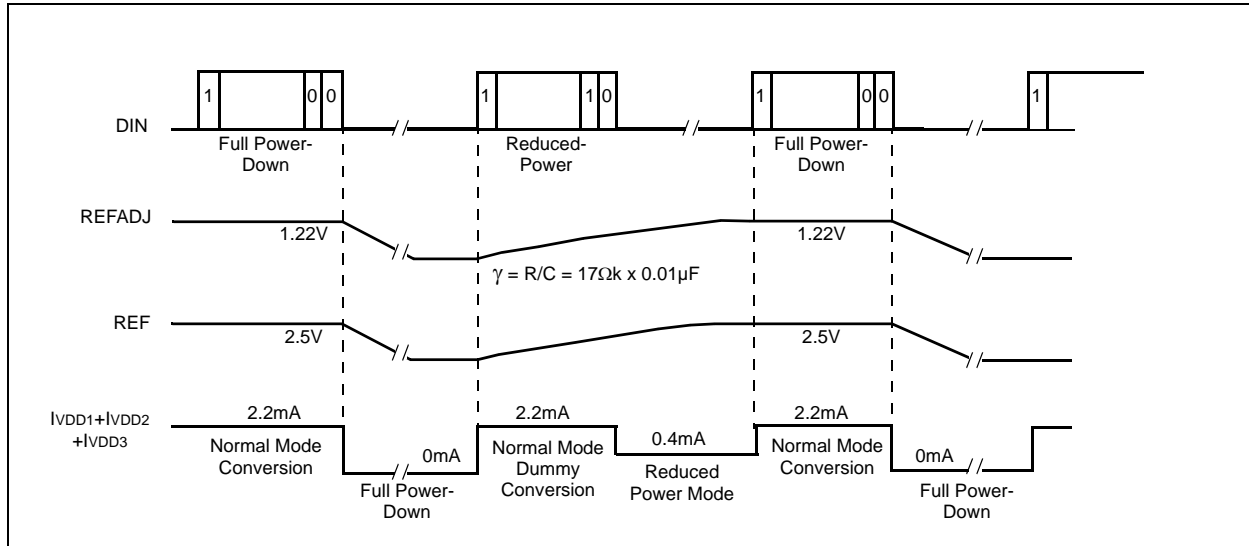 1 0 0 1 1 0 1 0 0 1
DIN
Full Power-
Down
Reduced-
Power
Full Power-
Down
REFADJ
1.22V
1.22V
γ = R/C = 17Ωk x 0.01µF
REF
2.5V
2.5V
IVDD1+IVDD2
+IVDD3
2.2mA
Normal Mode
Conversion
0mA
Full Power-
Down
2.2mA
Normal Mode
Dummy
Conversion
0.4mA
Reduced
Power Mode
2.2mA
Normal Mode
Conversion
0mA
Full Power-
Down